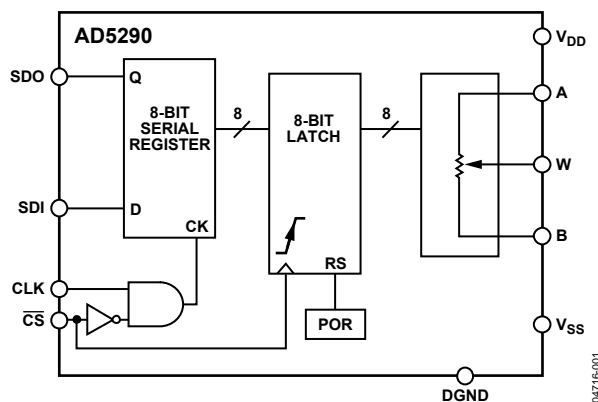 AD5290
V_DD
SDO
Q
8-BIT
SERIAL
REGISTER
8
8-BIT
LATCH
8
A
W
SDI
D
CK
B
RS
CLK
C̅S̅
POR
V_SS
DGND
04716-001